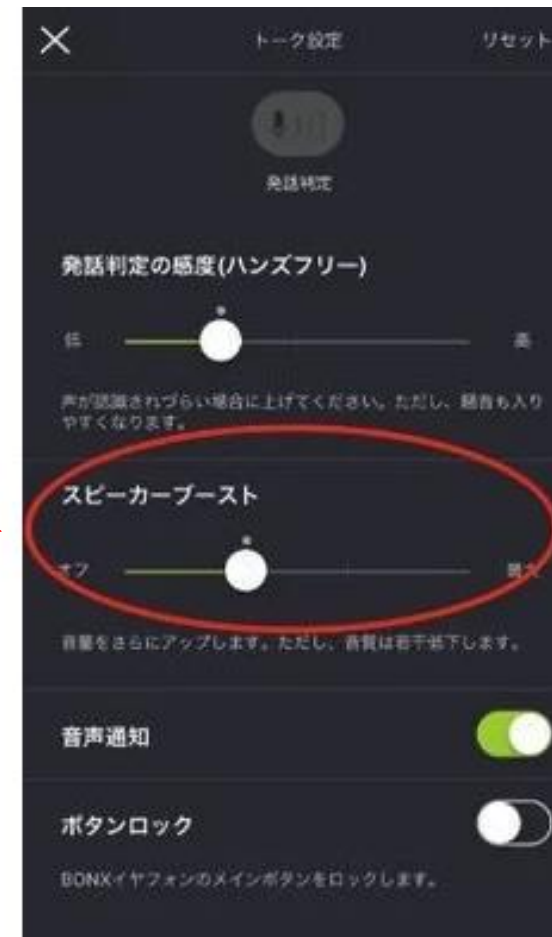 トーク設定
リセット
発話判定
発話判定の感度(ハンズフリー)
低
高
声が認識されづらい場合に上げてください。ただし、騒音も入り
やすくなります。
スピーカーブースト
オフ
最大
音量をさらにアップします。ただし、音質は若干低下します。
音声通知
ボタンロック
BONXイヤフォンのメインボタンをロックします。